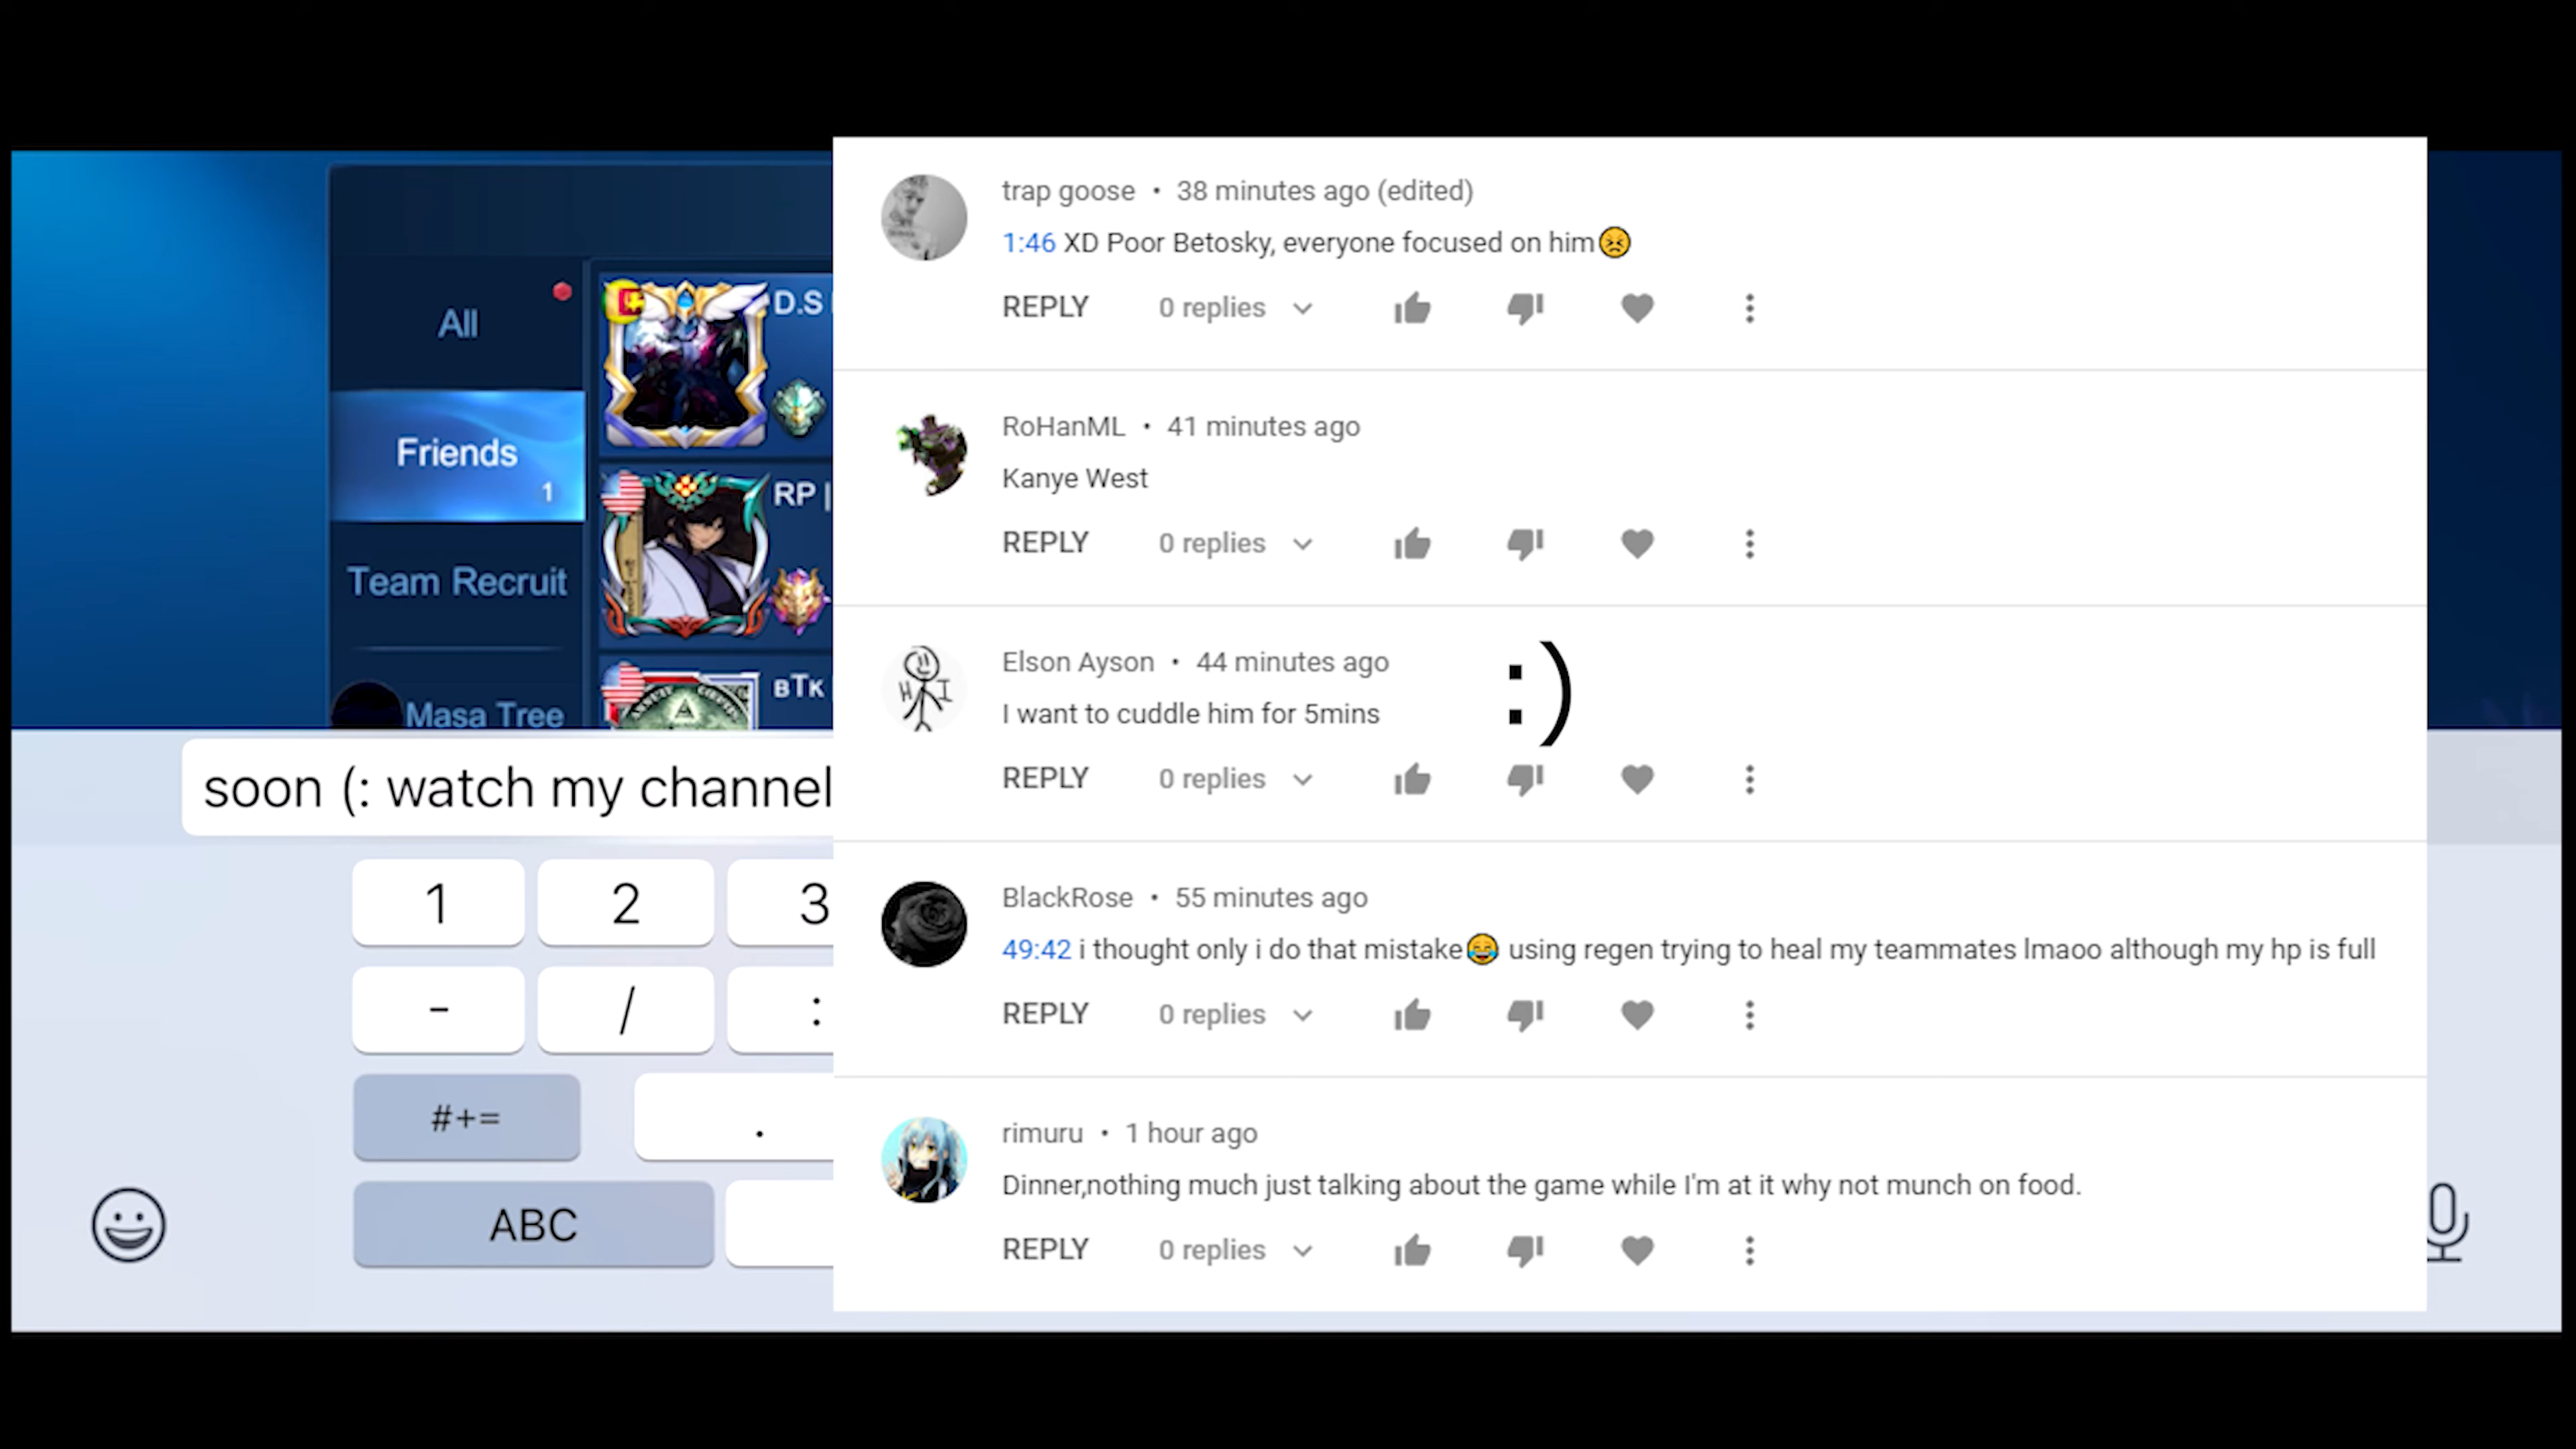 All
Friends
1
Team Recruit
Masa Tree
D.S
RP |
BTK
soon (: watch my channel
1 2 3
- / :
#+= .
ABC
trap goose • 38 minutes ago (edited)
1:46 XD Poor Betosky, everyone focused on him😣
REPLY 0 replies
RoHanML • 41 minutes ago
Kanye West
REPLY 0 replies
Elson Ayson • 44 minutes ago
I want to cuddle him for 5mins
:)
H I
REPLY 0 replies
BlackRose • 55 minutes ago
49:42 i thought only i do that mistake😂 using regen trying to heal my teammates lmaoo although my hp is full
REPLY 0 replies
rimuru • 1 hour ago
Dinner,nothing much just talking about the game while I'm at it why not munch on food.
REPLY 0 replies